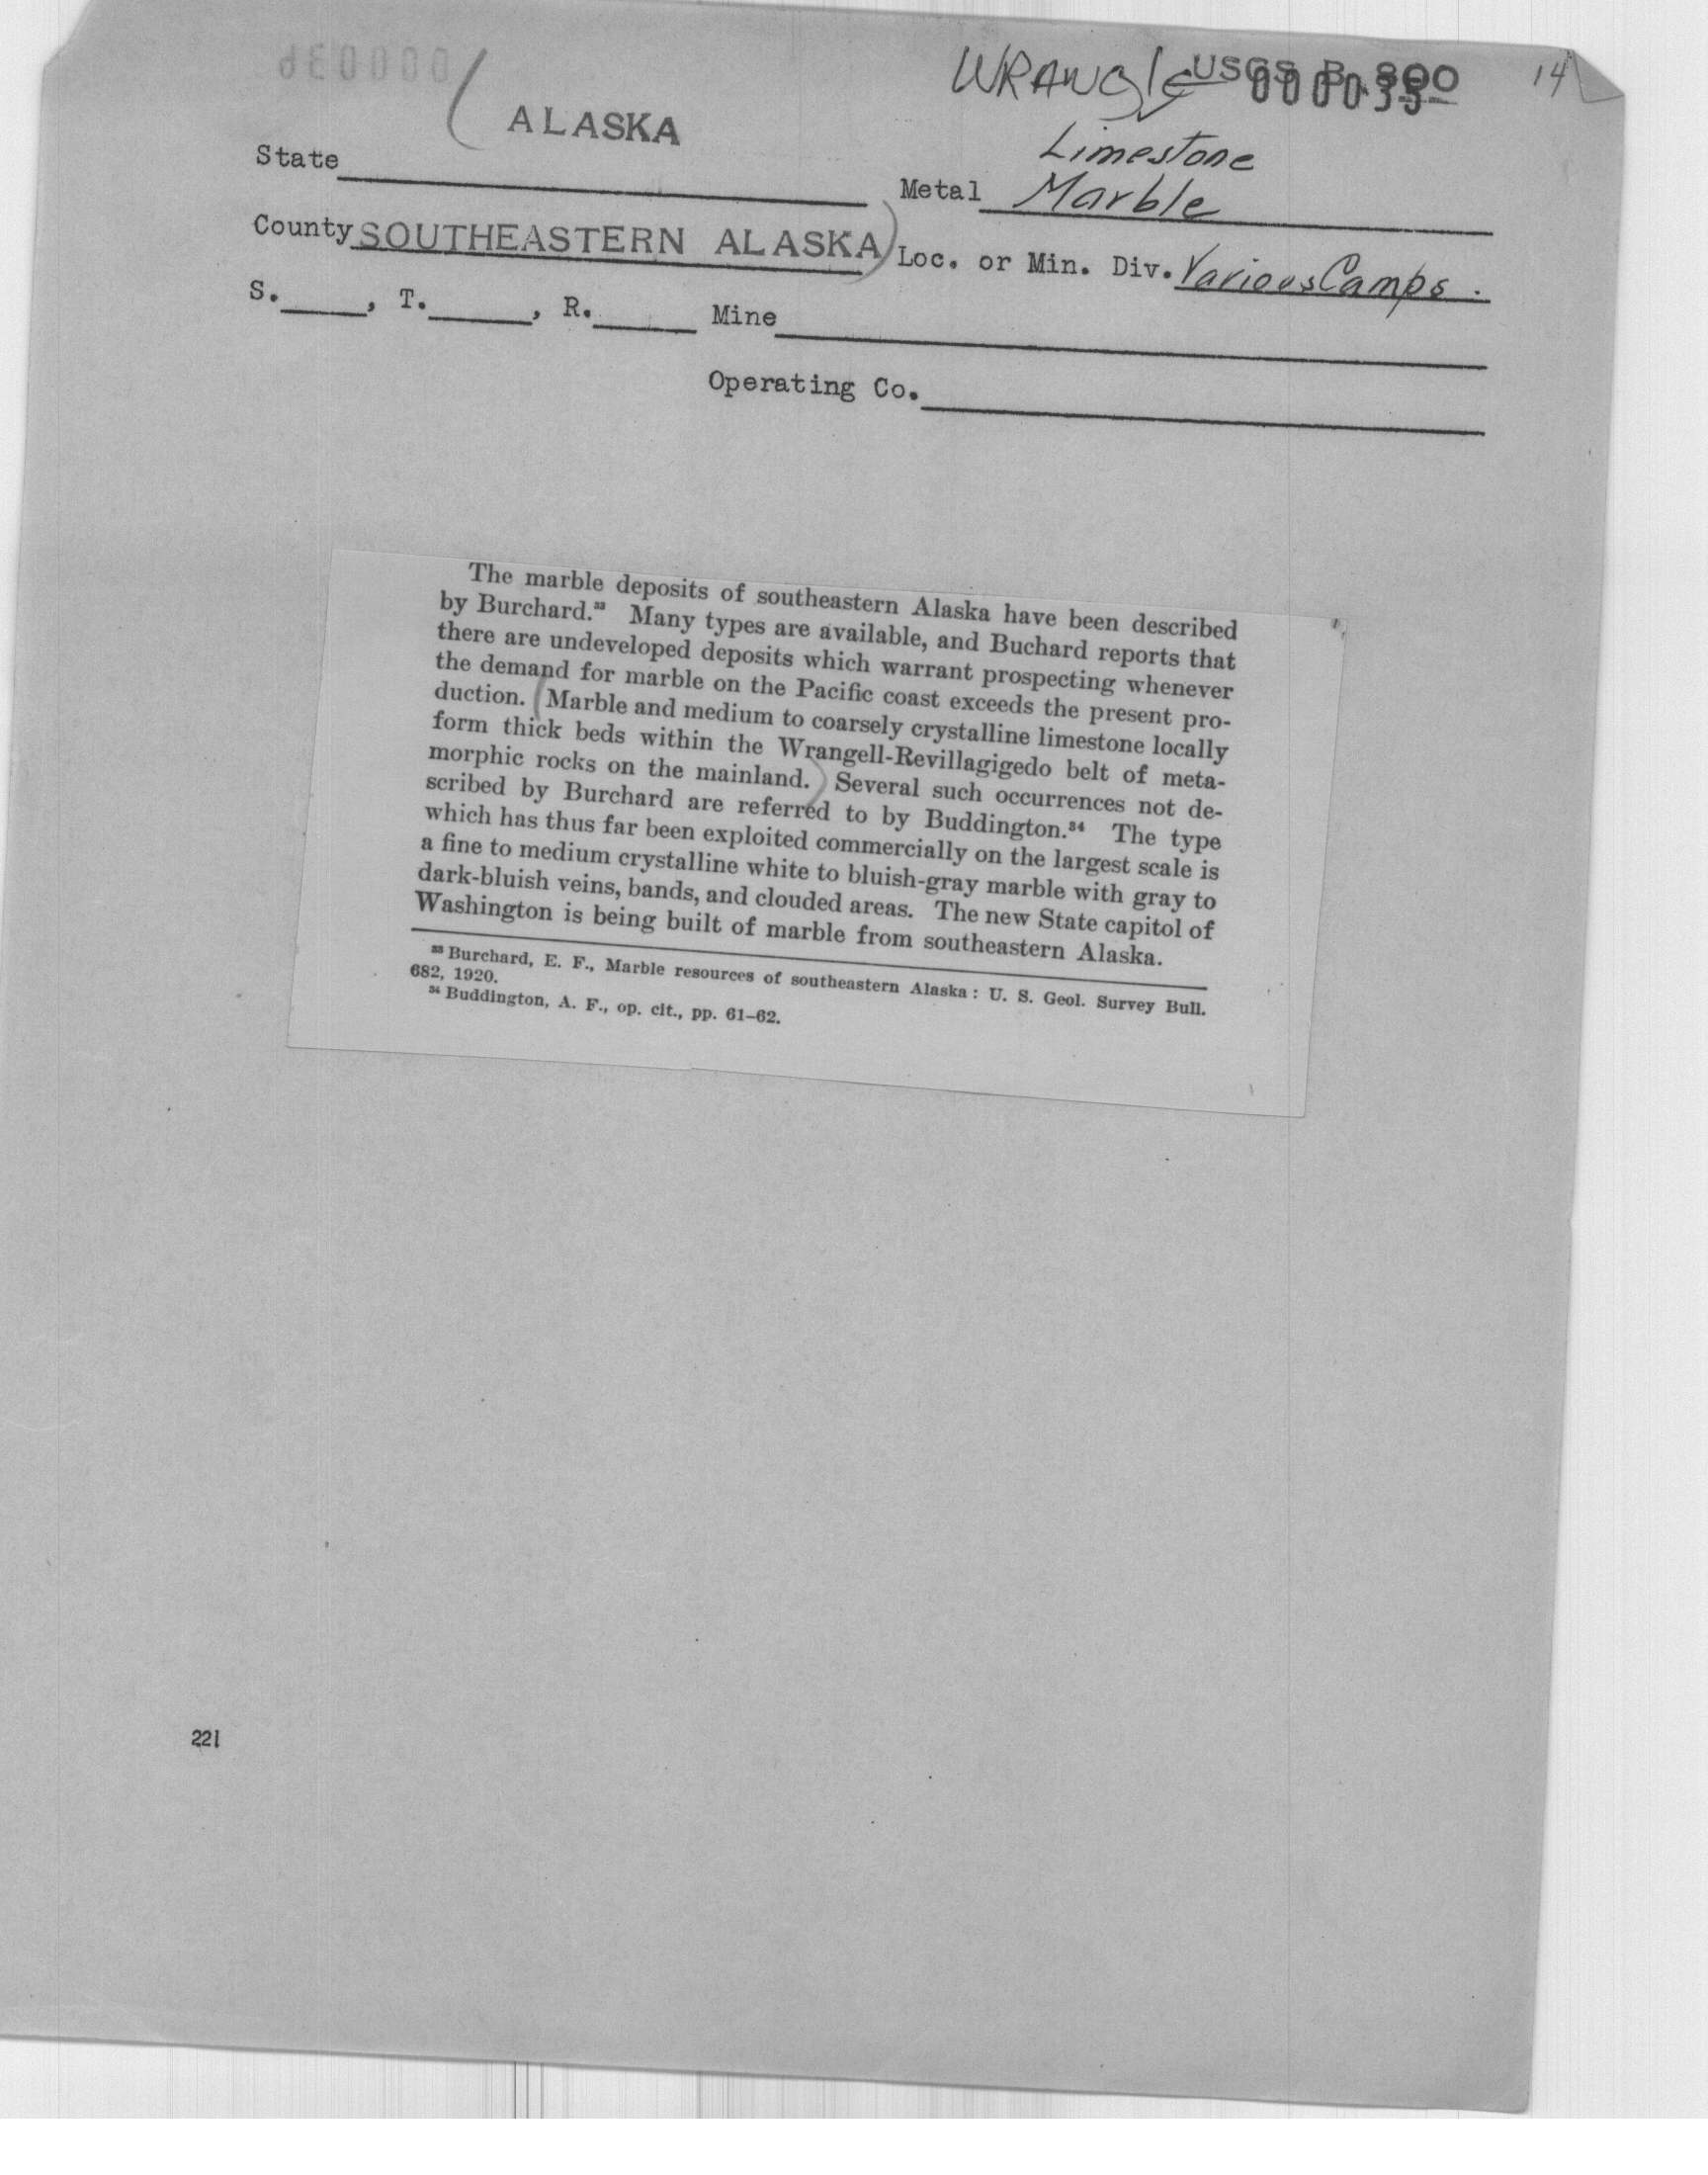 WRANGle USGS B 800 14
000035
ALASKA
Limestone
State Metal Marble
County SOUTHEASTERN ALASKA Loc. or Min. Div. Various Camps.
S. , T. , R. Mine
Operating Co.
The marble deposits of southeastern Alaska have been described
by Burchard.³³ Many types are available, and Buchard reports that
there are undeveloped deposits which warrant prospecting whenever
the demand for marble on the Pacific coast exceeds the present pro-
duction. (Marble and medium to coarsely crystalline limestone locally
form thick beds within the Wrangell-Revillagigedo belt of meta-
morphic rocks on the mainland.) Several such occurrences not de-
scribed by Burchard are referred to by Buddington.³⁴ The type
which has thus far been exploited commercially on the largest scale is
a fine to medium crystalline white to bluish-gray marble with gray to
dark-bluish veins, bands, and clouded areas. The new State capitol of
Washington is being built of marble from southeastern Alaska.
³³ Burchard, E. F., Marble resources of southeastern Alaska: U. S. Geol. Survey Bull.
682, 1920.
³⁴ Buddington, A. F., op. cit., pp. 61–62.
221